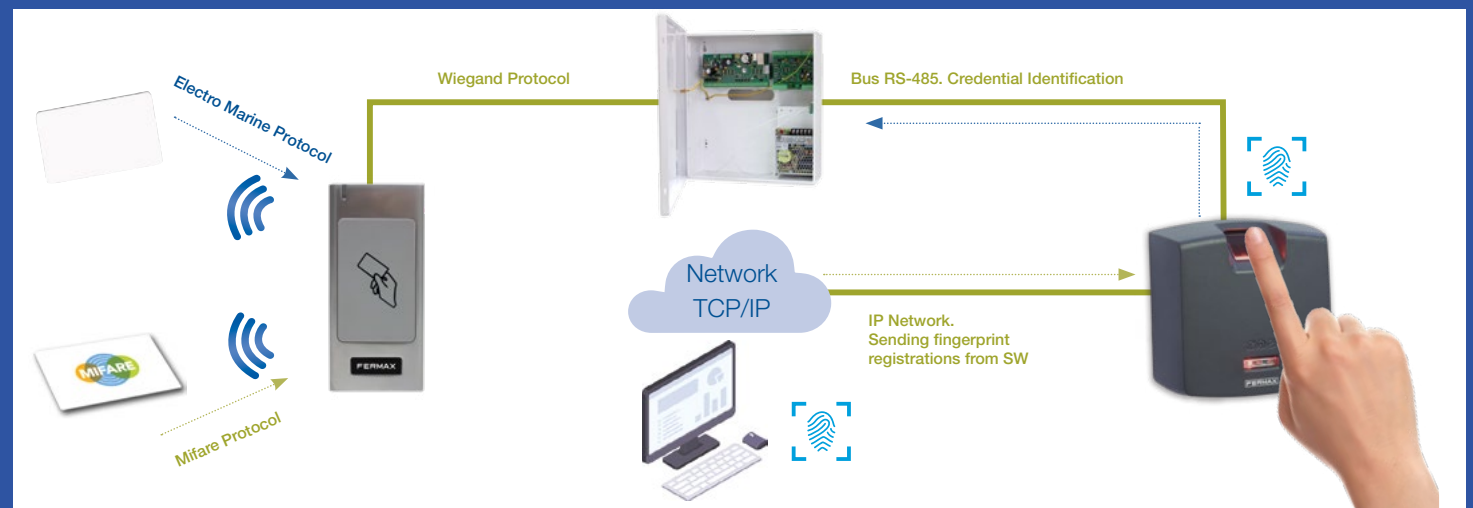 Wiegand Protocol
Bus RS-485. Credential Identification
Electro Marine Protocol
Network
TCP/IP
IP Network.
Sending fingerprint
registrations from SW
FERMAX
MIFARE
FERMAX
Mifare Protocol